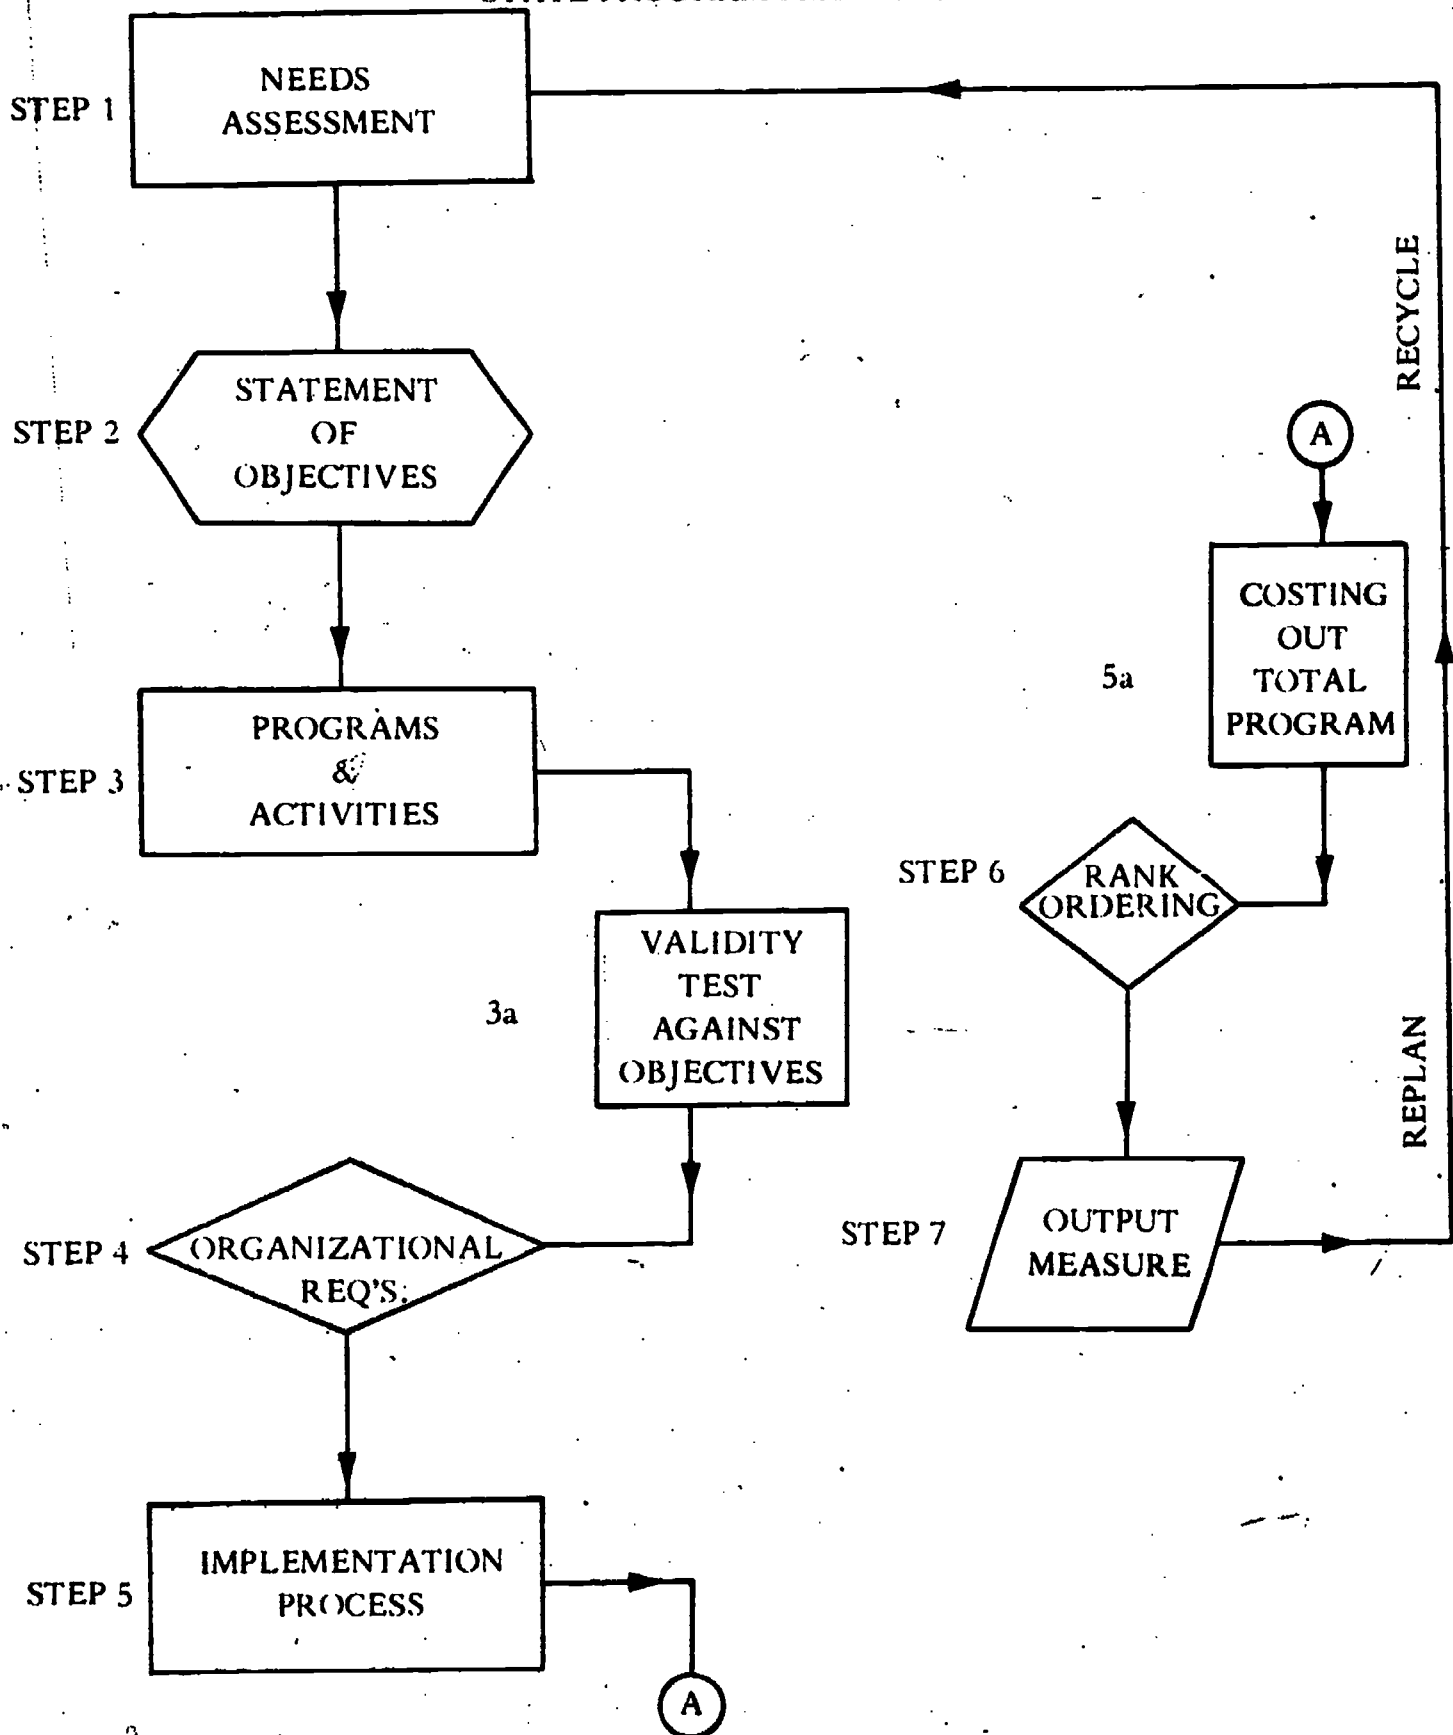 STEP 1
NEEDS
ASSESSMENT
STEP 2
STATEMENT
OF
OBJECTIVES
STEP 3
PROGRAMS
&
ACTIVITIES
3a
VALIDITY
TEST
AGAINST
OBJECTIVES
STEP 4
ORGANIZATIONAL
REQ'S.
STEP 5
IMPLEMENTATION
PROCESS
A
A
5a
COSTING
OUT
TOTAL
PROGRAM
STEP 6
RANK
ORDERING
STEP 7
OUTPUT
MEASURE
REPLAN
RECYCLE